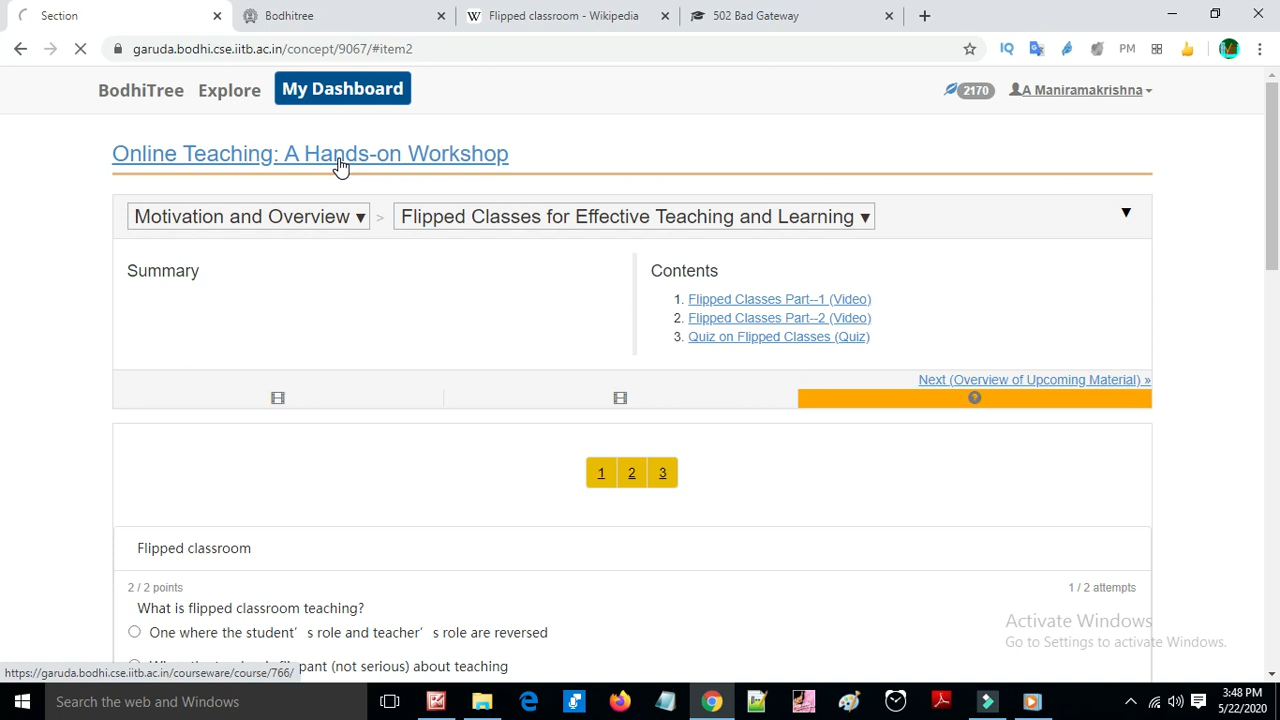 Section
Bodhitree
Flipped classroom - Wikipedia
502 Bad Gateway
garuda.bodhi.cse.iitb.ac.in/concept/9067/#item2
IQ
PM
BodhiTree Explore My Dashboard
2170 A Maniramakrishna
Online Teaching: A Hands-on Workshop
Motivation and Overview ▾ > Flipped Classes for Effective Teaching and Learning ▾
Summary
Contents
1. Flipped Classes Part--1 (Video)
2. Flipped Classes Part--2 (Video)
3. Quiz on Flipped Classes (Quiz)
Next (Overview of Upcoming Material) »
1 2 3
Flipped classroom
2 / 2 points
1 / 2 attempts
What is flipped classroom teaching?
One where the student' s role and teacher' s role are reversed
pant (not serious) about teaching
Activate Windows
Go to Settings to activate Windows.
https://garuda.bodhi.cse.iitb.ac.in/courseware/course/766/
Search the web and Windows
3:48 PM
5/22/2020